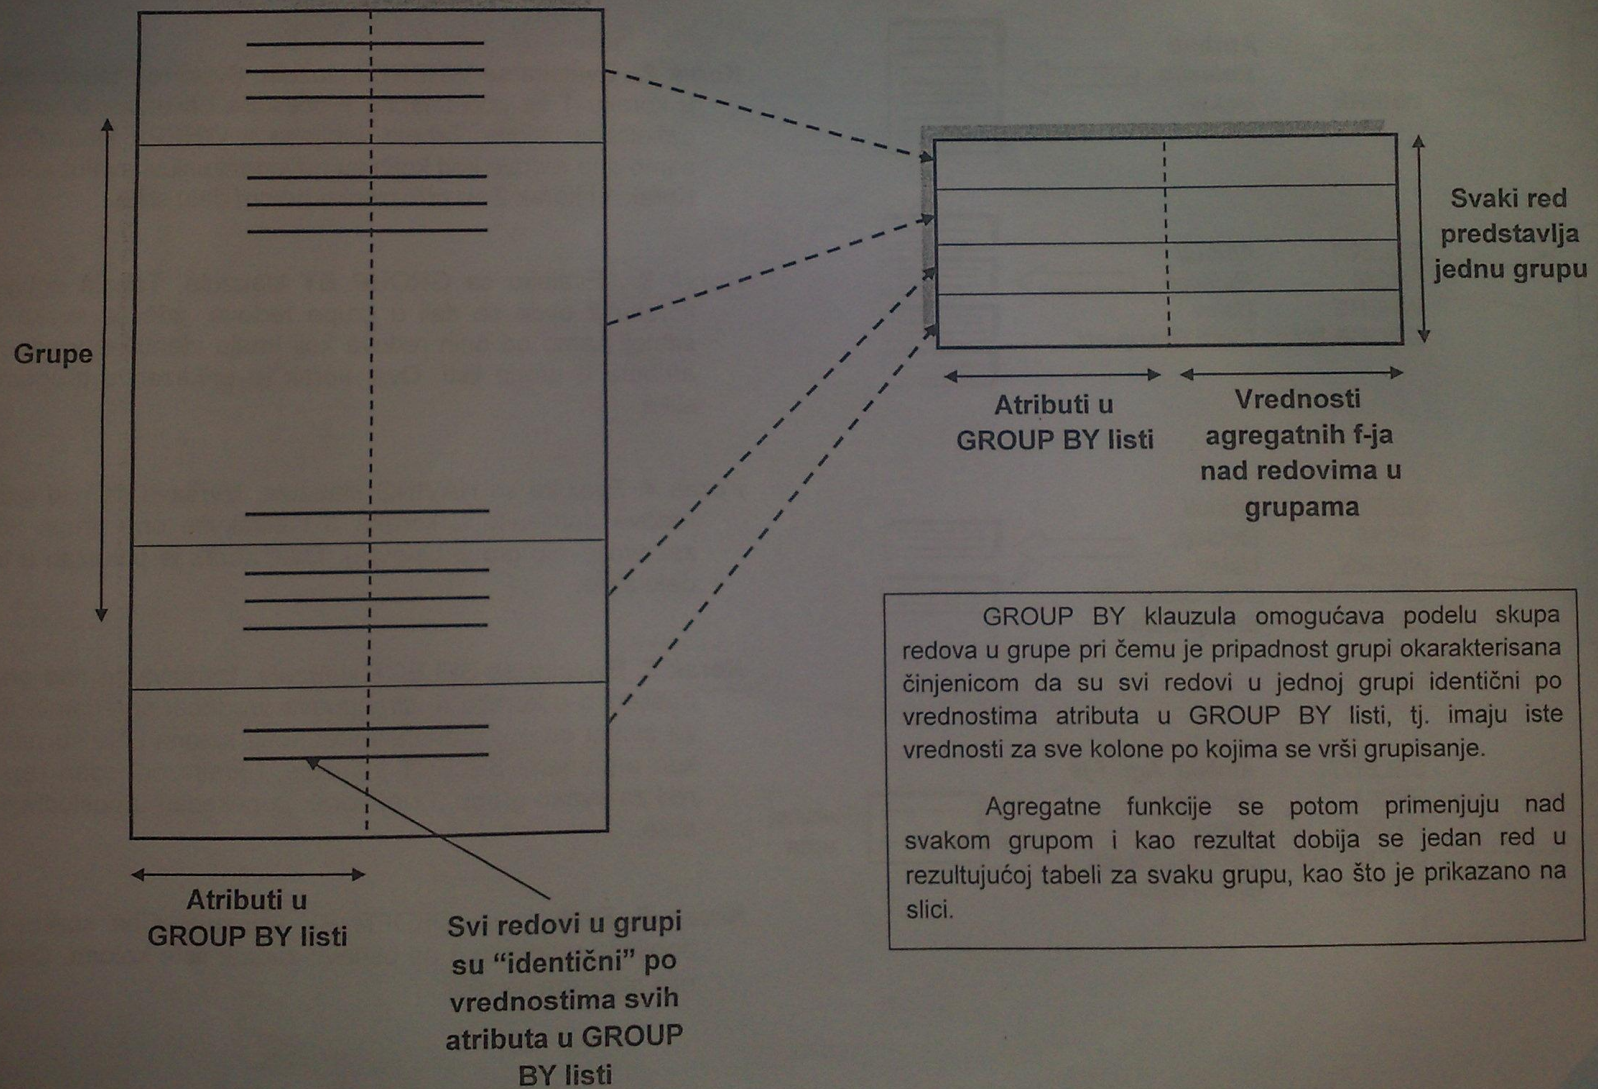 Grupe
Atributi u
GROUP BY listi
Svi redovi u grupi
su “identični” po
vrednostima svih
atributa u GROUP
BY listi
Svaki red
predstavlja
jednu grupu
Atributi u
GROUP BY listi
Vrednosti
agregatnih f-ja
nad redovima u
grupama
GROUP BY klauzula omogućava podelu skupa
redova u grupe pri čemu je pripadnost grupi okarakterisana
činjenicom da su svi redovi u jednoj grupi identični po
vrednostima atributa u GROUP BY listi, tj. imaju iste
vrednosti za sve kolone po kojima se vrši grupisanje.
Agregatne funkcije se potom primenjuju nad
svakom grupom i kao rezultat dobija se jedan red u
rezultujućoj tabeli za svaku grupu, kao što je prikazano na
slici.